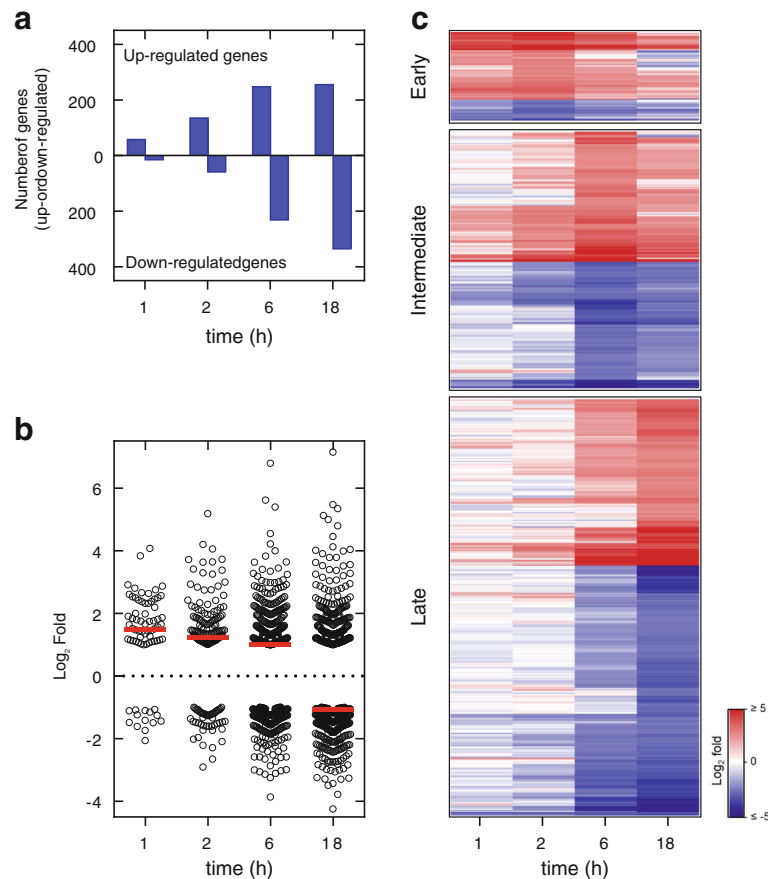 a
400
200
0
200
400
Numberof genes
(up-ordown-regulated)
Up-regulated genes
Down-regulatedgenes
1 2 6 18
time (h)
b
6
4
2
0
-2
-4
Log2 Fold
1 2 6 18
time (h)
c
Early
Intermediate
Late
1 2 6 18
time (h)
Log2 fold
≥ 5
0
≤ -5